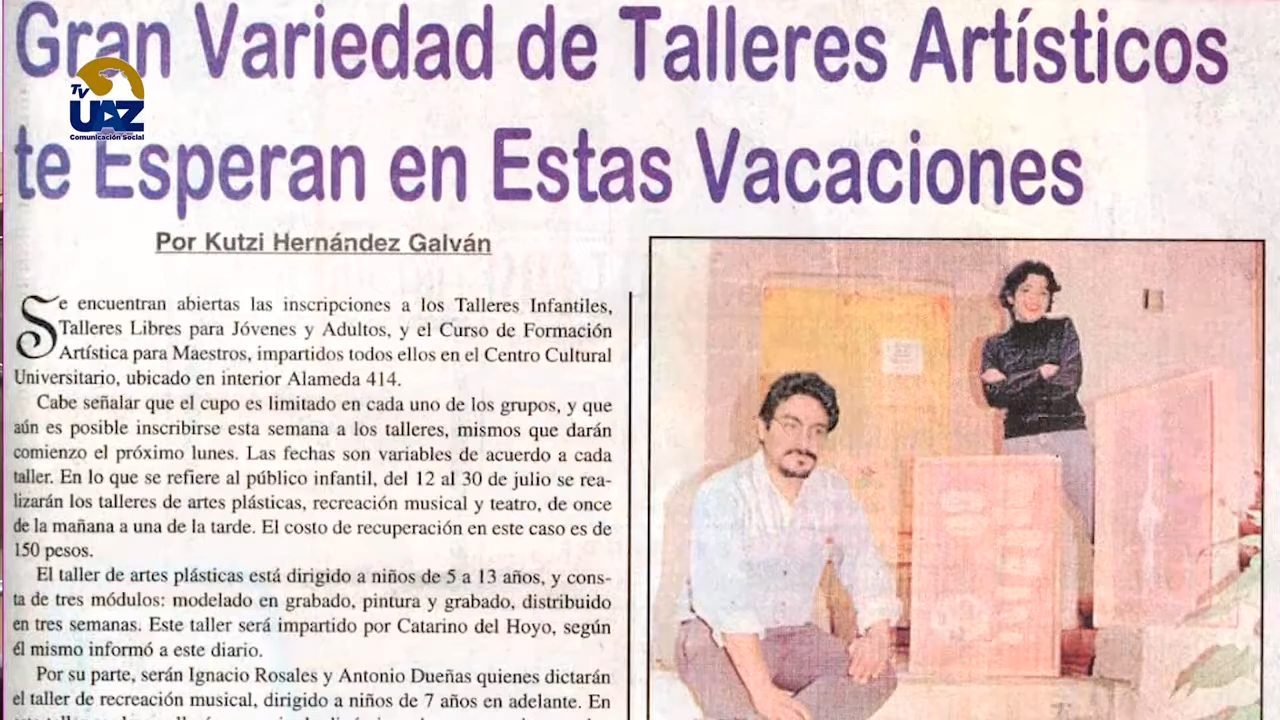 Gran Variedad de Talleres Artísticos
te Esperan en Estas Vacaciones
Tv
UAZ
Comunicación Social
Por Kutzi Hernández Galván
Se encuentran abiertas las inscripciones a los Talleres Infantiles,
Talleres Libres para Jóvenes y Adultos, y el Curso de Formación
Artística para Maestros, impartidos todos ellos en el Centro Cultural
Universitario, ubicado en interior Alameda 414.
Cabe señalar que el cupo es limitado en cada uno de los grupos, y que
aún es posible inscribirse esta semana a los talleres, mismos que darán
comienzo el próximo lunes. Las fechas son variables de acuerdo a cada
taller. En lo que se refiere al público infantil, del 12 al 30 de julio se rea-
lizarán los talleres de artes plásticas, recreación musical y teatro, de once
de la mañana a una de la tarde. El costo de recuperación en este caso es de
150 pesos.
El taller de artes plásticas está dirigido a niños de 5 a 13 años, y cons-
ta de tres módulos: modelado en grabado, pintura y grabado, distribuido
en tres semanas. Este taller será impartido por Catarino del Hoyo, según
él mismo informó a este diario.
Por su parte, serán Ignacio Rosales y Antonio Dueñas quienes dictarán
el taller de recreación musical, dirigido a niños de 7 años en adelante. En